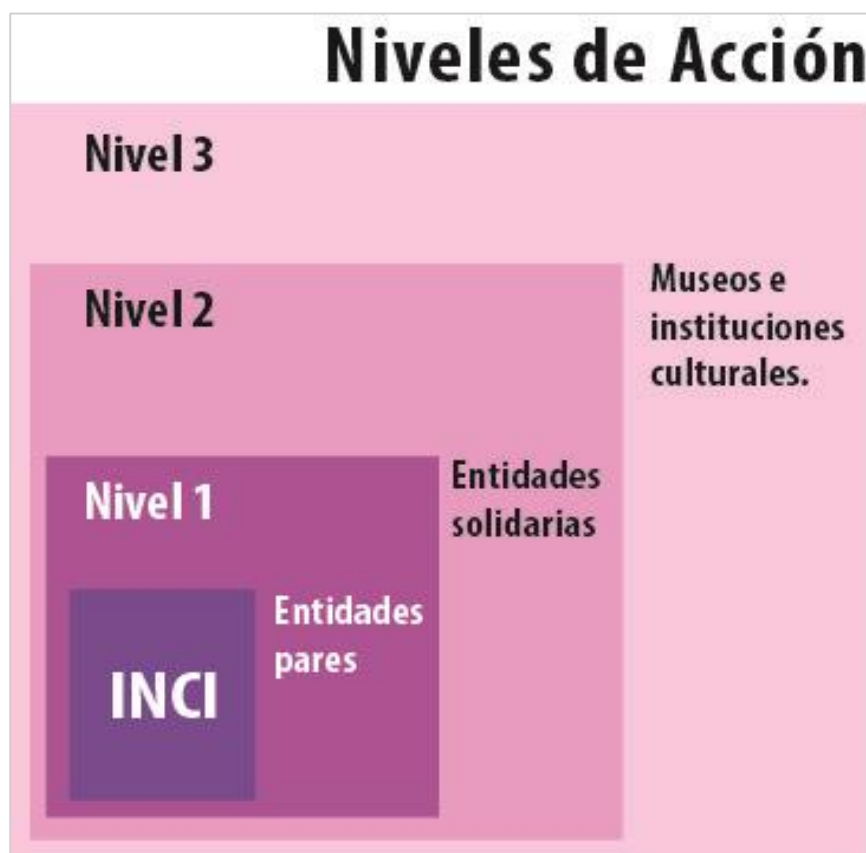 Niveles de Acción
Nivel 3
Museos e
instituciones
culturales.
Nivel 2
Entidades
solidarias
Nivel 1
Entidades
pares
INCI